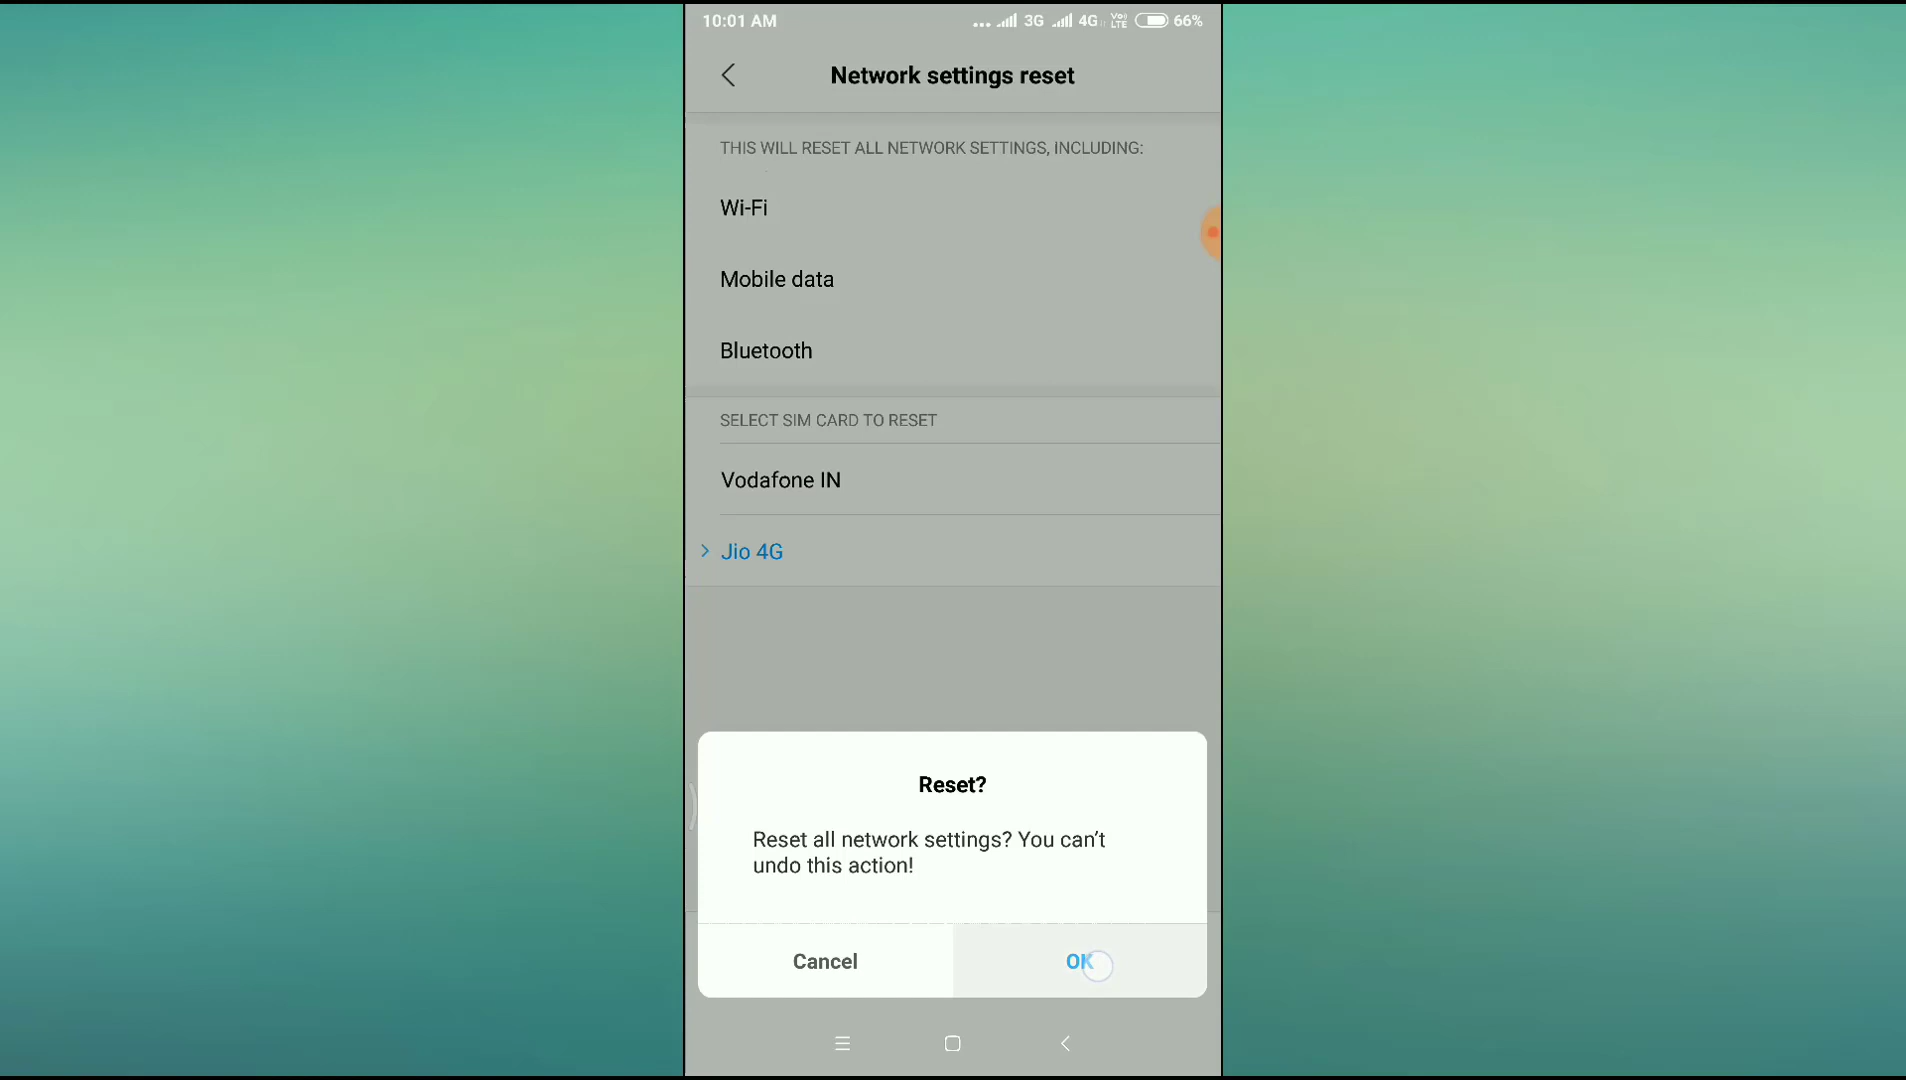 10:01 AM ... 3G 4G Vo) LTE 66%
Network settings reset
THIS WILL RESET ALL NETWORK SETTINGS, INCLUDING:
Wi-Fi
Mobile data
Bluetooth
SELECT SIM CARD TO RESET
Vodafone IN
Jio 4G
Reset?
Reset all network settings? You can’t
undo this action!
Cancel OK